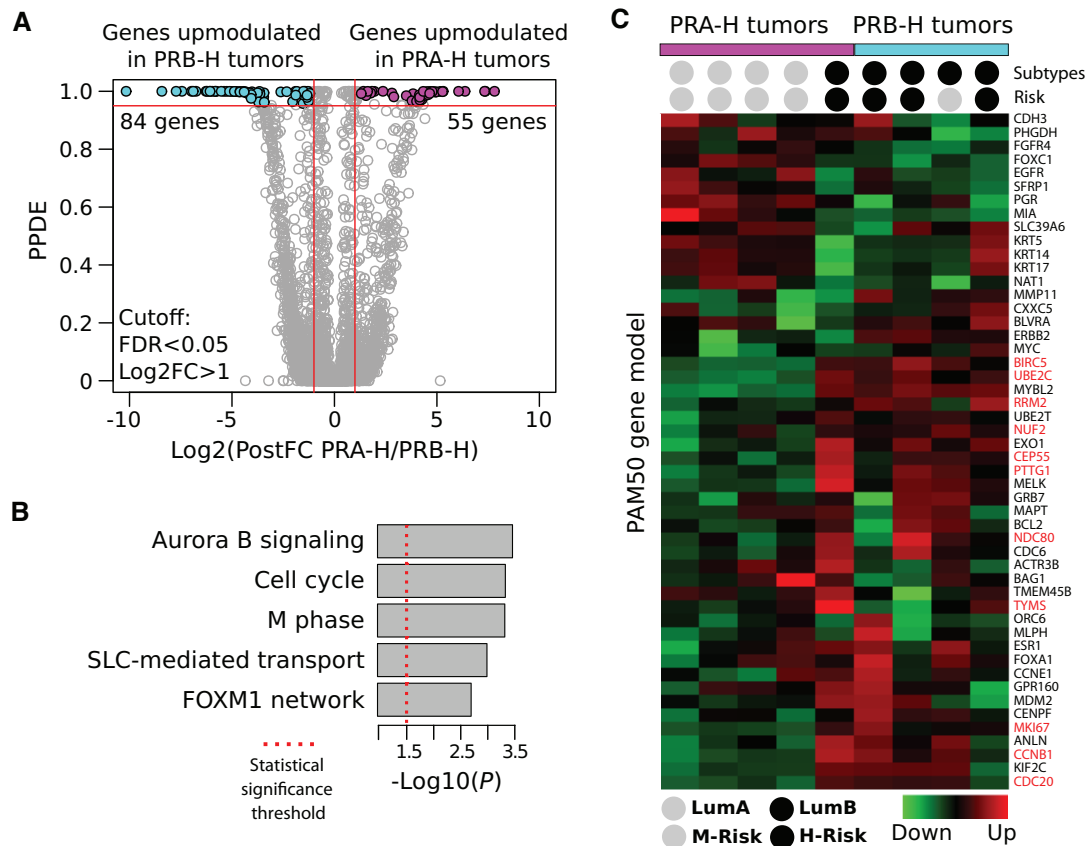 A
Genes upmodulated
in PRB-H tumors
Genes upmodulated
in PRA-H tumors
PPDE
1.0
0.8
0.6
0.4
0.2
0
84 genes
55 genes
Cutoff:
FDR<0.05
Log2FC>1
-10
-5
0
5
10
Log2(PostFC PRA-H/PRB-H)
B
Aurora B signaling
Cell cycle
M phase
SLC-mediated transport
FOXM1 network
1.5
2.5
3.5
-Log10(P)
Statistical
significance
threshold
C
PRA-H tumors
PRB-H tumors
Subtypes
Risk
PAM50 gene model
CDH3
PHGDH
FGFR4
FOXC1
EGFR
SFRP1
PGR
MIA
SLC39A6
KRT5
KRT14
KRT17
NAT1
MMP11
CXXC5
BLVRA
ERBB2
MYC
BIRC5
UBE2C
MYBL2
RRM2
UBE2T
NUF2
EXO1
CEP55
PTTG1
MELK
GRB7
MAPT
BCL2
NDC80
CDC6
ACTR3B
BAG1
TMEM45B
TYMS
ORC6
MLPH
ESR1
FOXA1
CCNE1
GPR160
MDM2
CENPF
MKI67
ANLN
CCNB1
KIF2C
CDC20
LumA
LumB
M-Risk
H-Risk
Down
Up